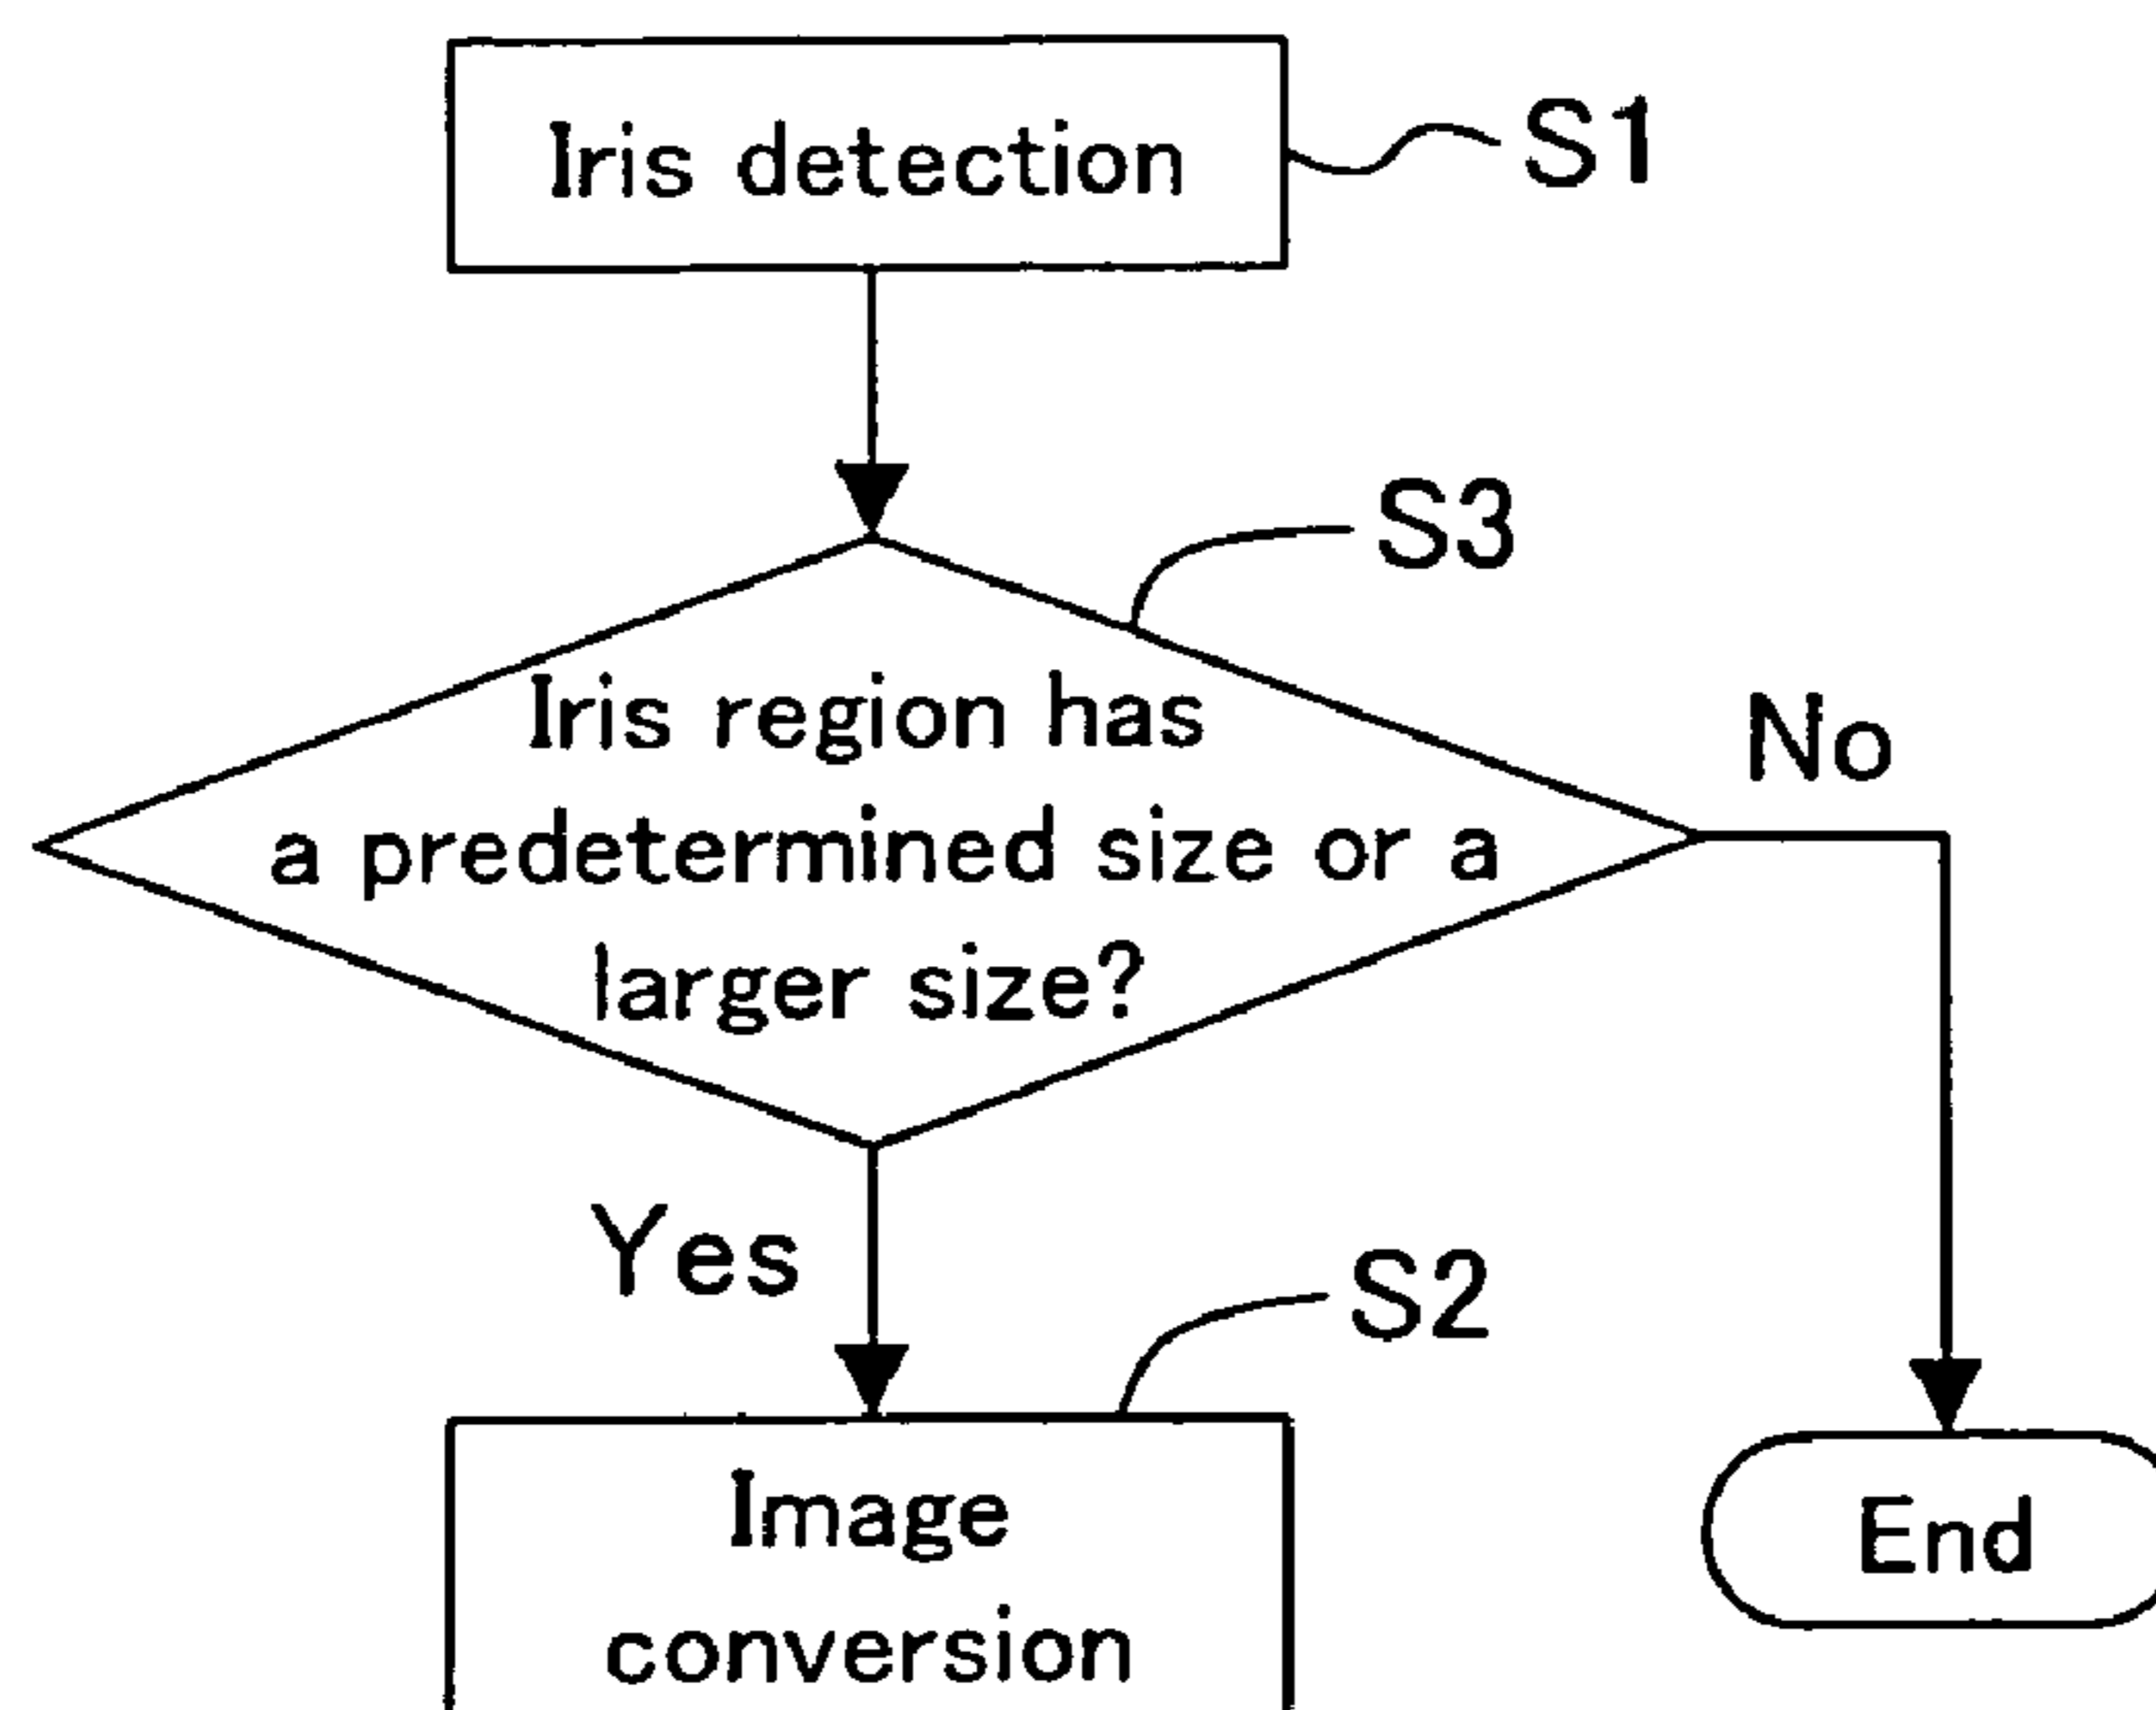 Iris detection
S1
S3
Iris region has
a predetermined size or a
larger size?
No
Yes
S2
Image
conversion
End